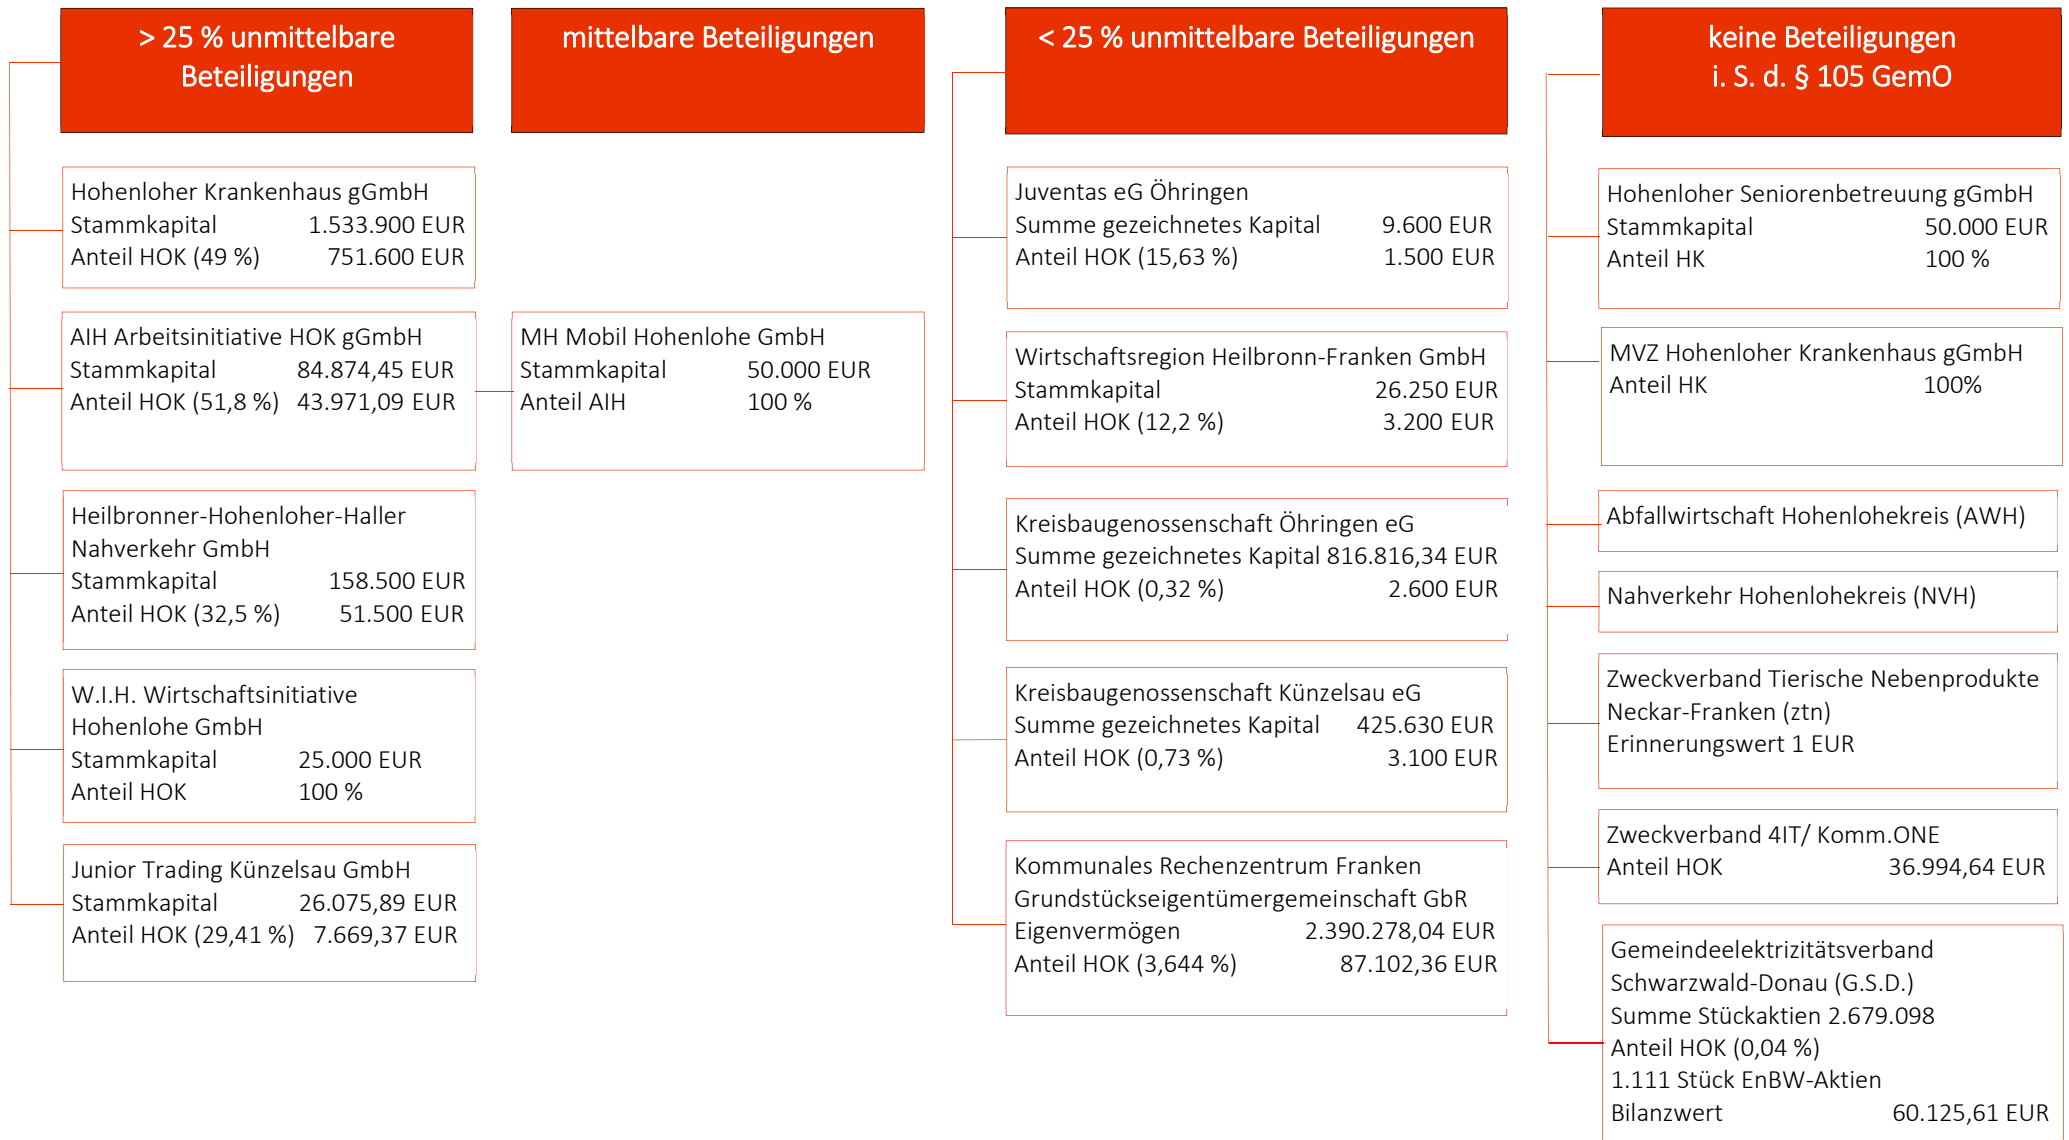 > 25 % unmittelbare
Beteiligungen
Hohenloher Krankenhaus gGmbH
Stammkapital 1.533.900 EUR
Anteil HOK (49 %) 751.600 EUR
AIH Arbeitsinitiative HOK gGmbH
Stammkapital 84.874,45 EUR
Anteil HOK (51,8 %) 43.971,09 EUR
Heilbronner-Hohenloher-Haller
Nahverkehr GmbH
Stammkapital 158.500 EUR
Anteil HOK (32,5 %) 51.500 EUR
W.I.H. Wirtschaftsinitiative
Hohenlohe GmbH
Stammkapital 25.000 EUR
Anteil HOK 100 %
Junior Trading Künzelsau GmbH
Stammkapital 26.075,89 EUR
Anteil HOK (29,41 %) 7.669,37 EUR
mittelbare Beteiligungen
MH Mobil Hohenlohe GmbH
Stammkapital 50.000 EUR
Anteil AIH 100 %
< 25 % unmittelbare Beteiligungen
Juventas eG Öhringen
Summe gezeichnetes Kapital 9.600 EUR
Anteil HOK (15,63 %) 1.500 EUR
Wirtschaftsregion Heilbronn-Franken GmbH
Stammkapital 26.250 EUR
Anteil HOK (12,2 %) 3.200 EUR
Kreisbaugenossenschaft Öhringen eG
Summe gezeichnetes Kapital 816.816,34 EUR
Anteil HOK (0,32 %) 2.600 EUR
Kreisbaugenossenschaft Künzelsau eG
Summe gezeichnetes Kapital 425.630 EUR
Anteil HOK (0,73 %) 3.100 EUR
Kommunales Rechenzentrum Franken
Grundstückseigentümergemeinschaft GbR
Eigenvermögen 2.390.278,04 EUR
Anteil HOK (3,644 %) 87.102,36 EUR
keine Beteiligungen
i. S. d. § 105 GemO
Hohenloher Seniorenbetreuung gGmbH
Stammkapital 50.000 EUR
Anteil HK 100 %
MVZ Hohenloher Krankenhaus gGmbH
Anteil HK 100%
Abfallwirtschaft Hohenlohekreis (AWH)
Nahverkehr Hohenlohekreis (NVH)
Zweckverband Tierische Nebenprodukte
Neckar-Franken (ztn)
Erinnerungswert 1 EUR
Zweckverband 4IT/ Komm.ONE
Anteil HOK 36.994,64 EUR
Gemeindeelektrizitätsverband
Schwarzwald-Donau (G.S.D.)
Summe Stückaktien 2.679.098
Anteil HOK (0,04 %)
1.111 Stück EnBW-Aktien
Bilanzwert 60.125,61 EUR